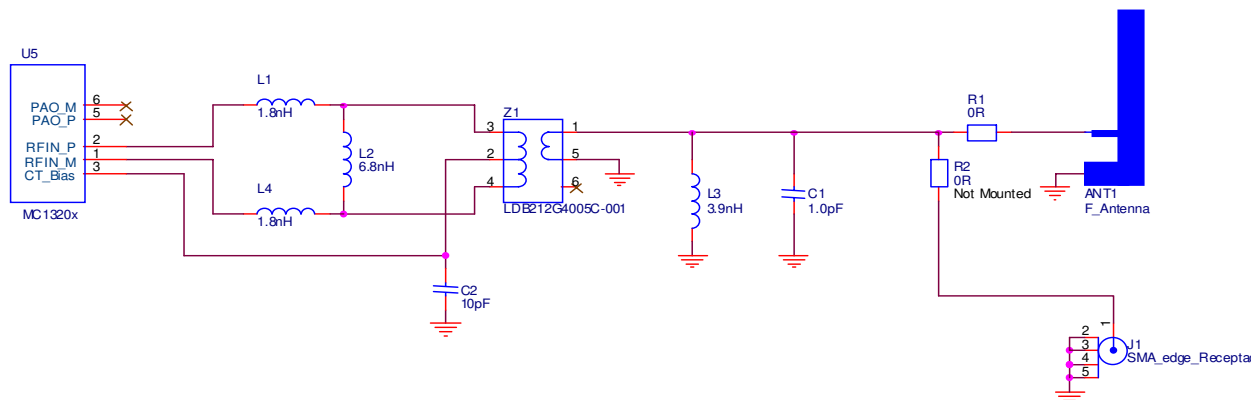 U5
PAO_M
PAO_P
RFIN_P
RFIN_M
CT_Bias
6
5
2
1
3
MC1320x
L1
1.8nH
L2
6.8nH
L4
1.8nH
C2
10pF
Z1
3
2
4
1
5
6
LDB212G4005C-001
L3
3.9nH
C1
1.0pF
R1
0R
R2
0R
Not Mounted
ANT1
F_Antenna
1
2
3
4
5
J1
SMA_edge_Receptac